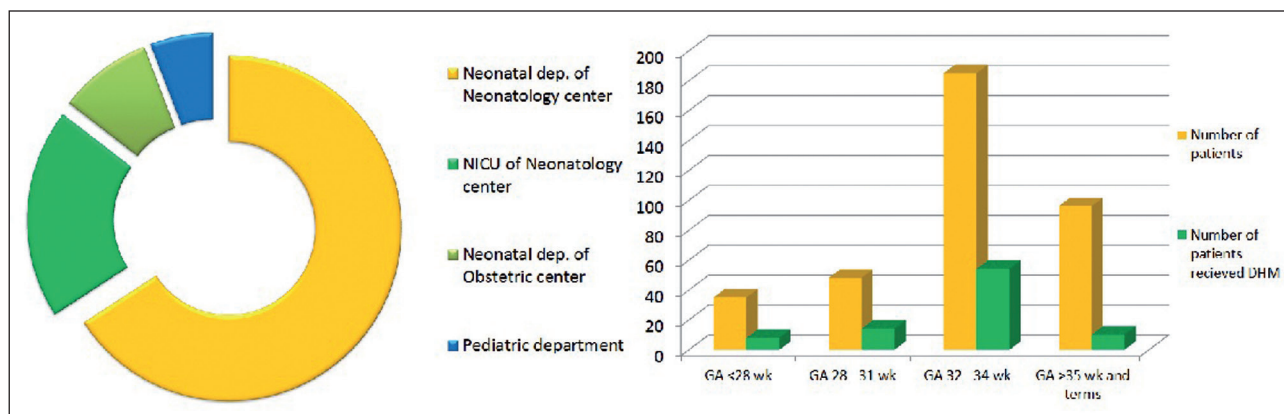 Neonatal dep. of
Neonatology center
NICU of Neonatology
center
Neonatal dep. of
Obstetric center
Pediatric department
200
180
160
140
120
100
80
60
40
20
0
GA <28 wk
GA 28 31 wk
GA 32 34 wk
GA >35 wk and
terms
Number of
patients
Number of
patients
recieved DHM